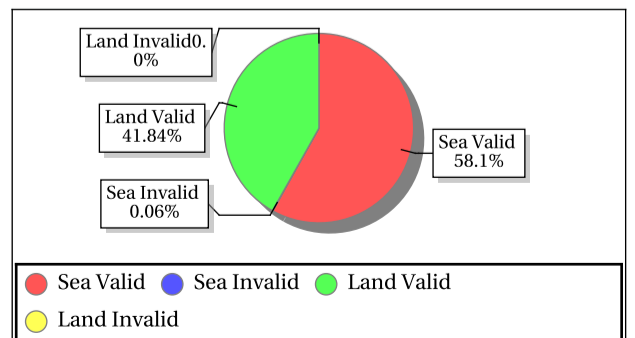 Land Invalid0.
0%
Land Valid
41.84%
Sea Valid
58.1%
Sea Invalid
0.06%
Sea Valid Sea Invalid Land Valid
Land Invalid